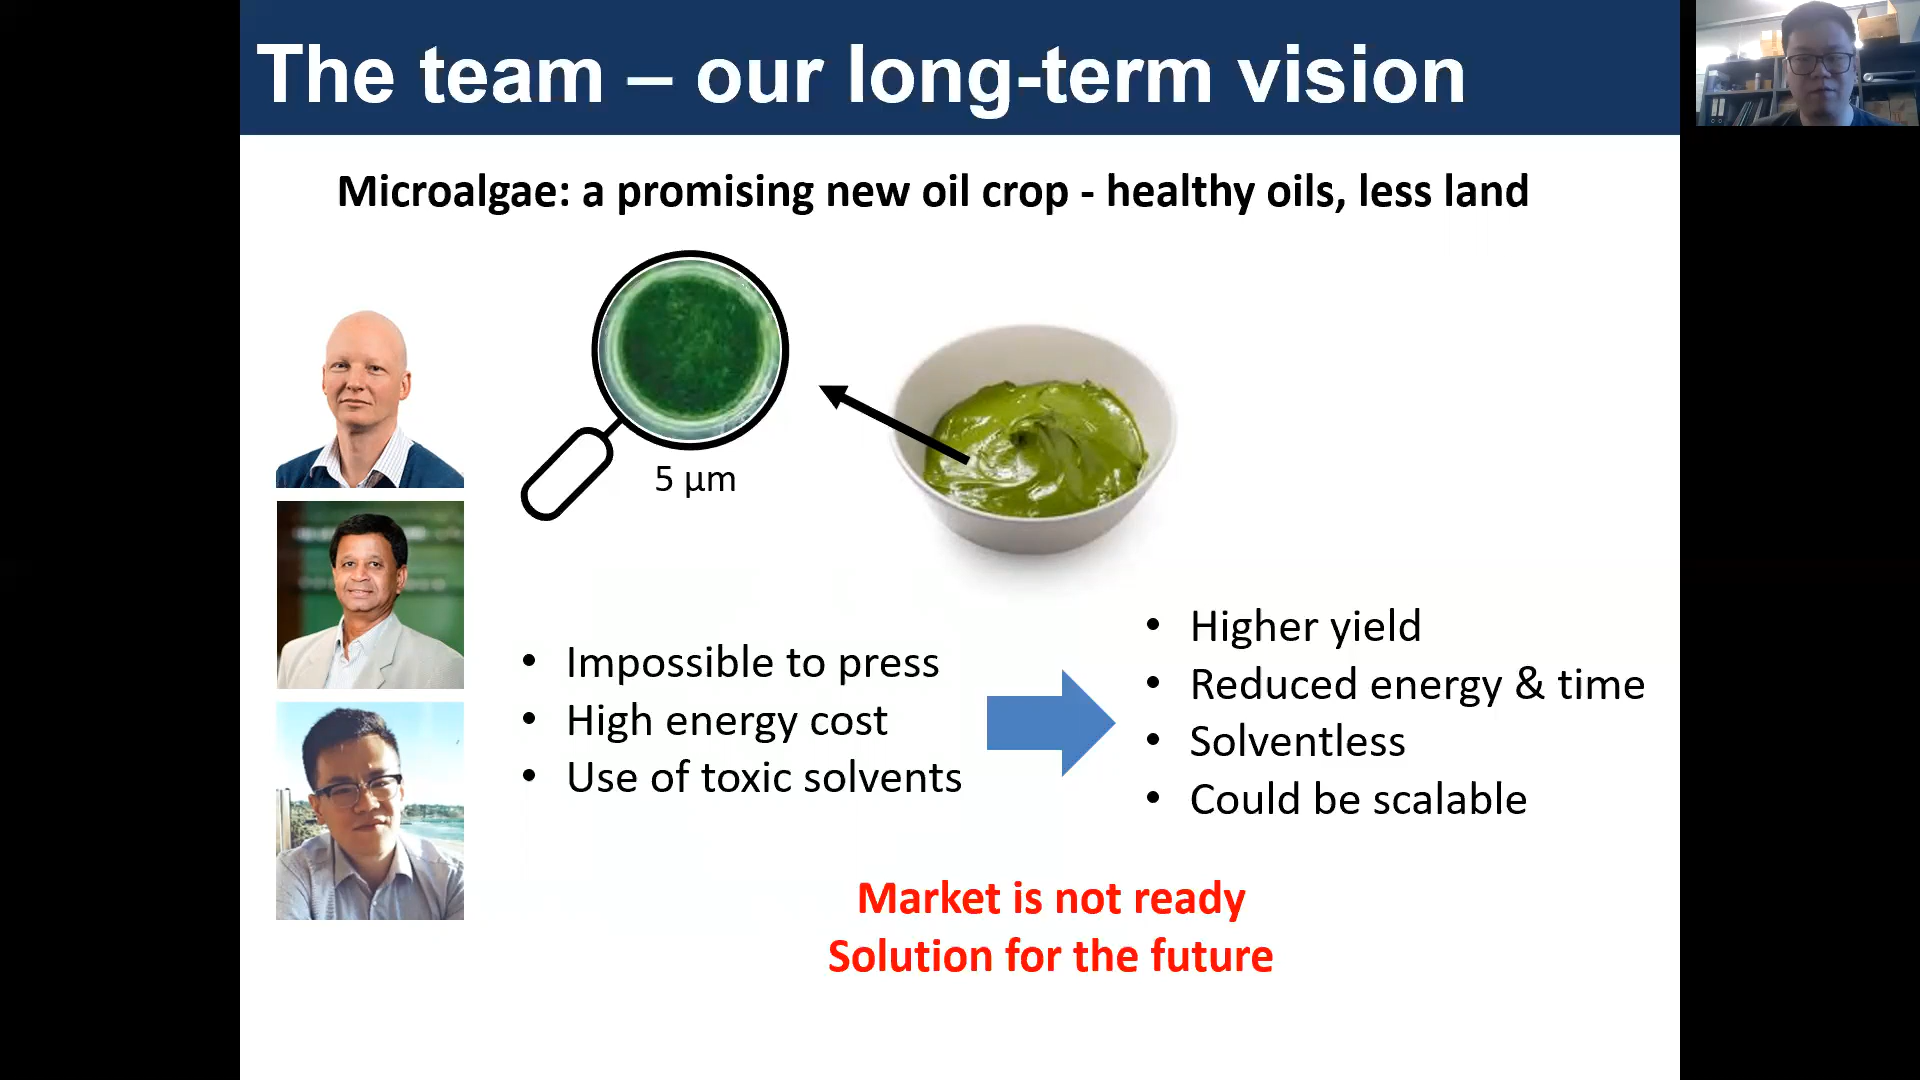 The team – our long-term vision
Microalgae: a promising new oil crop - healthy oils, less land
5 µm
• Impossible to press
• High energy cost
• Use of toxic solvents
• Higher yield
• Reduced energy & time
• Solventless
• Could be scalable
Market is not ready
Solution for the future